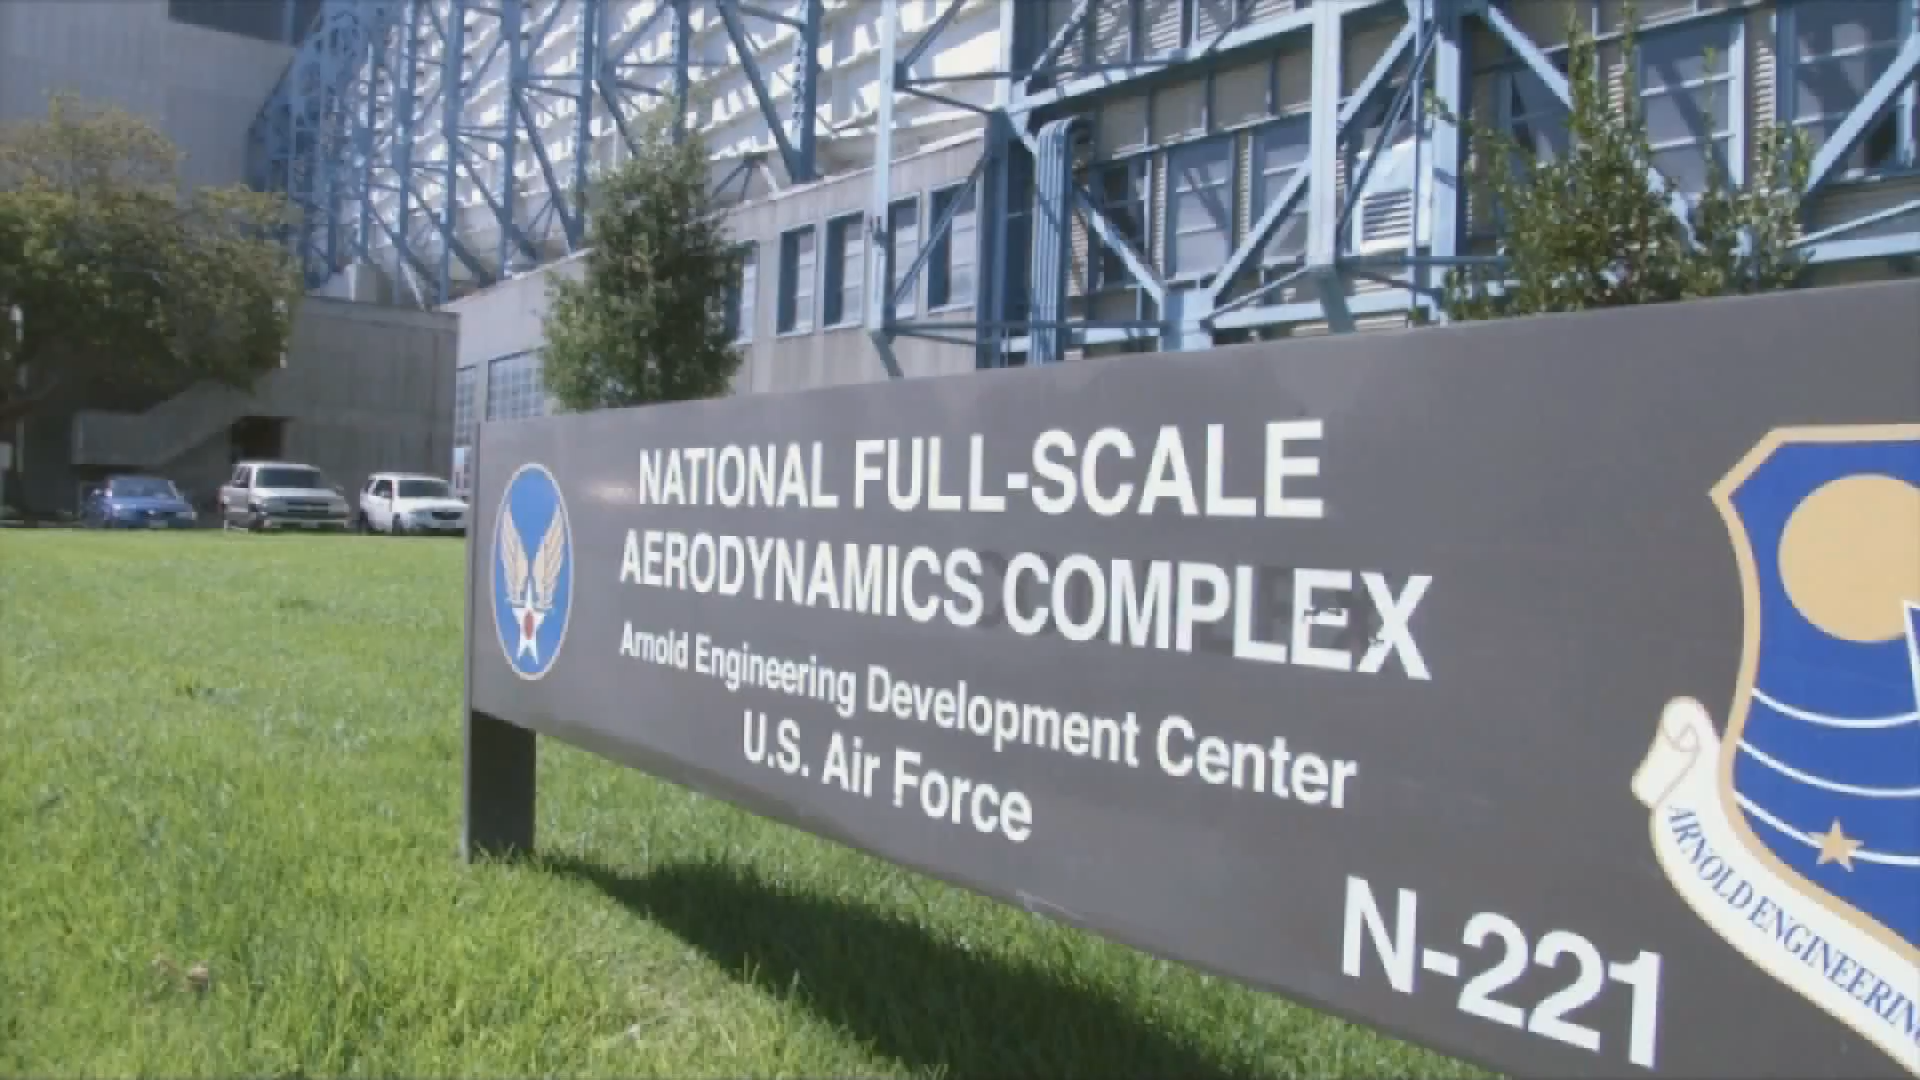 NATIONAL FULL-SCALE
AERODYNAMICS COMPLEX
Arnold Engineering Development Center
U.S. Air Force
N-221
ARNOLD ENGINEERING